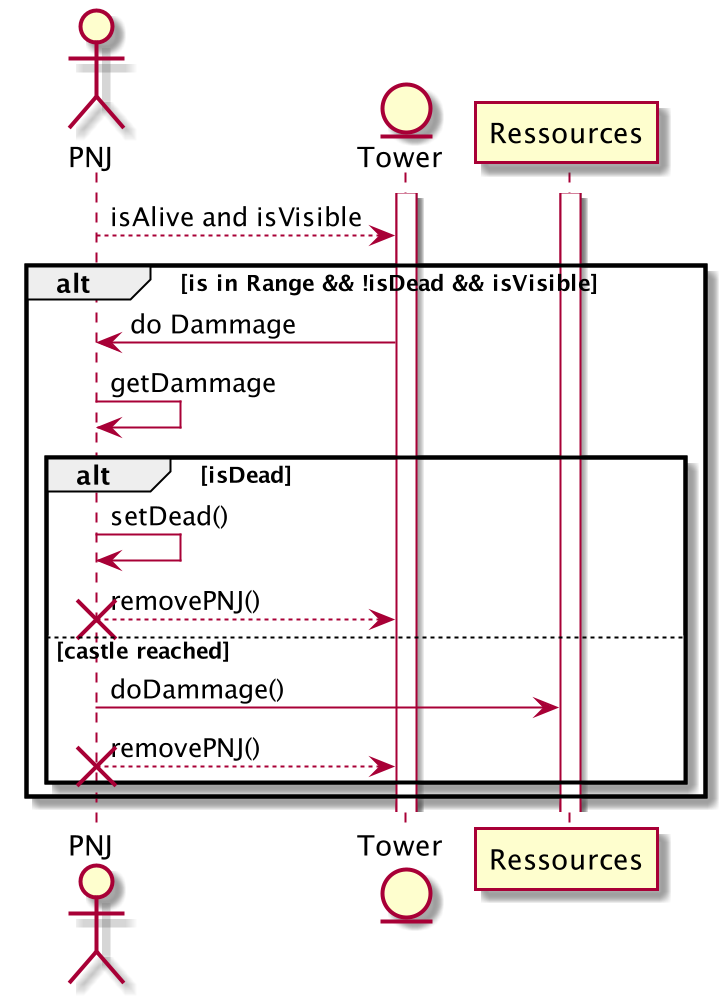 PNJ
Tower
Ressources
isAlive and isVisible
alt
[is in Range && !isDead && isVisible]
do Dammage
getDammage
alt
[isDead]
setDead()
removePNJ()
[castle reached]
doDammage()
removePNJ()
PNJ
Tower
Ressources